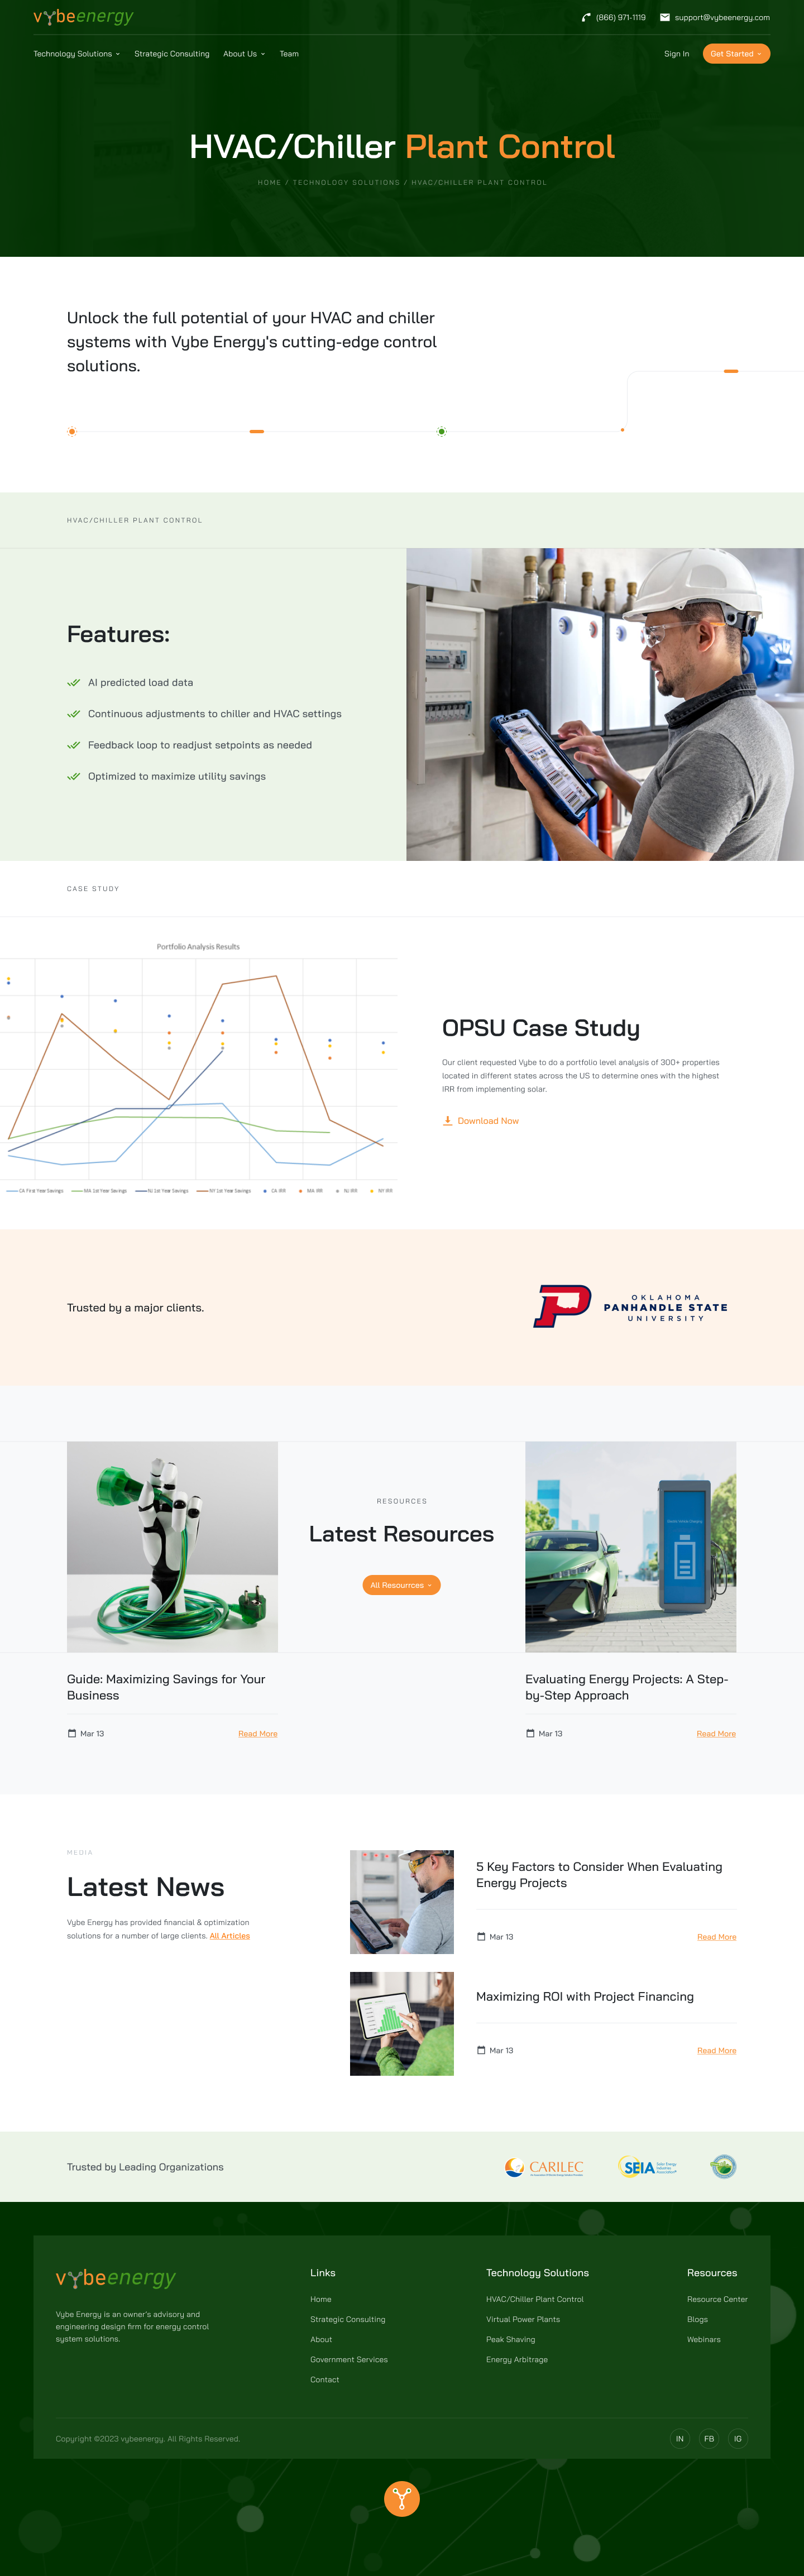 vybeenergy
(866) 971-1119
support@vybeenergy.com
Technology Solutions
Strategic Consulting
About Us
Team
Sign In
Get Started
HVAC/Chiller Plant Control
HOME / TECHNOLOGY SOLUTIONS / HVAC/CHILLER PLANT CONTROL
Unlock the full potential of your HVAC and chiller
systems with Vybe Energy's cutting-edge control
solutions.
HVAC/CHILLER PLANT CONTROL
Features:
AI predicted load data
Continuous adjustments to chiller and HVAC settings
Feedback loop to readjust setpoints as needed
Optimized to maximize utility savings
CASE STUDY
Portfolio Analysis Results
CA First Year Savings
MA 1st Year Savings
NJ 1st Year Savings
NY 1st Year Savings
CA IRR
MA IRR
NJ IRR
NY IRR
OPSU Case Study
Our client requested Vybe to do a portfolio level analysis of 300+ properties
located in different states across the US to determine ones with the highest
IRR from implementing solar.
Download Now
Trusted by a major clients.
OKLAHOMA
PANHANDLE STATE
UNIVERSITY
RESOURCES
Latest Resources
All Resourrces
Guide: Maximizing Savings for Your
Business
Mar 13
Read More
Evaluating Energy Projects: A Step-
by-Step Approach
Mar 13
Read More
MEDIA
Latest News
Vybe Energy has provided financial & optimization
solutions for a number of large clients. All Articles
5 Key Factors to Consider When Evaluating
Energy Projects
Mar 13
Read More
Maximizing ROI with Project Financing
Mar 13
Read More
Trusted by Leading Organizations
CARILEC
SEIA
Solar Energy
Industries
Association
vybeenergy
Vybe Energy is an owner's advisory and
engineering design firm for energy control
system solutions.
Links
Home
Strategic Consulting
About
Government Services
Contact
Technology Solutions
HVAC/Chiller Plant Control
Virtual Power Plants
Peak Shaving
Energy Arbitrage
Resources
Resource Center
Blogs
Webinars
Copyright ©2023 vybeenergy. All Rights Reserved.
IN
FB
IG